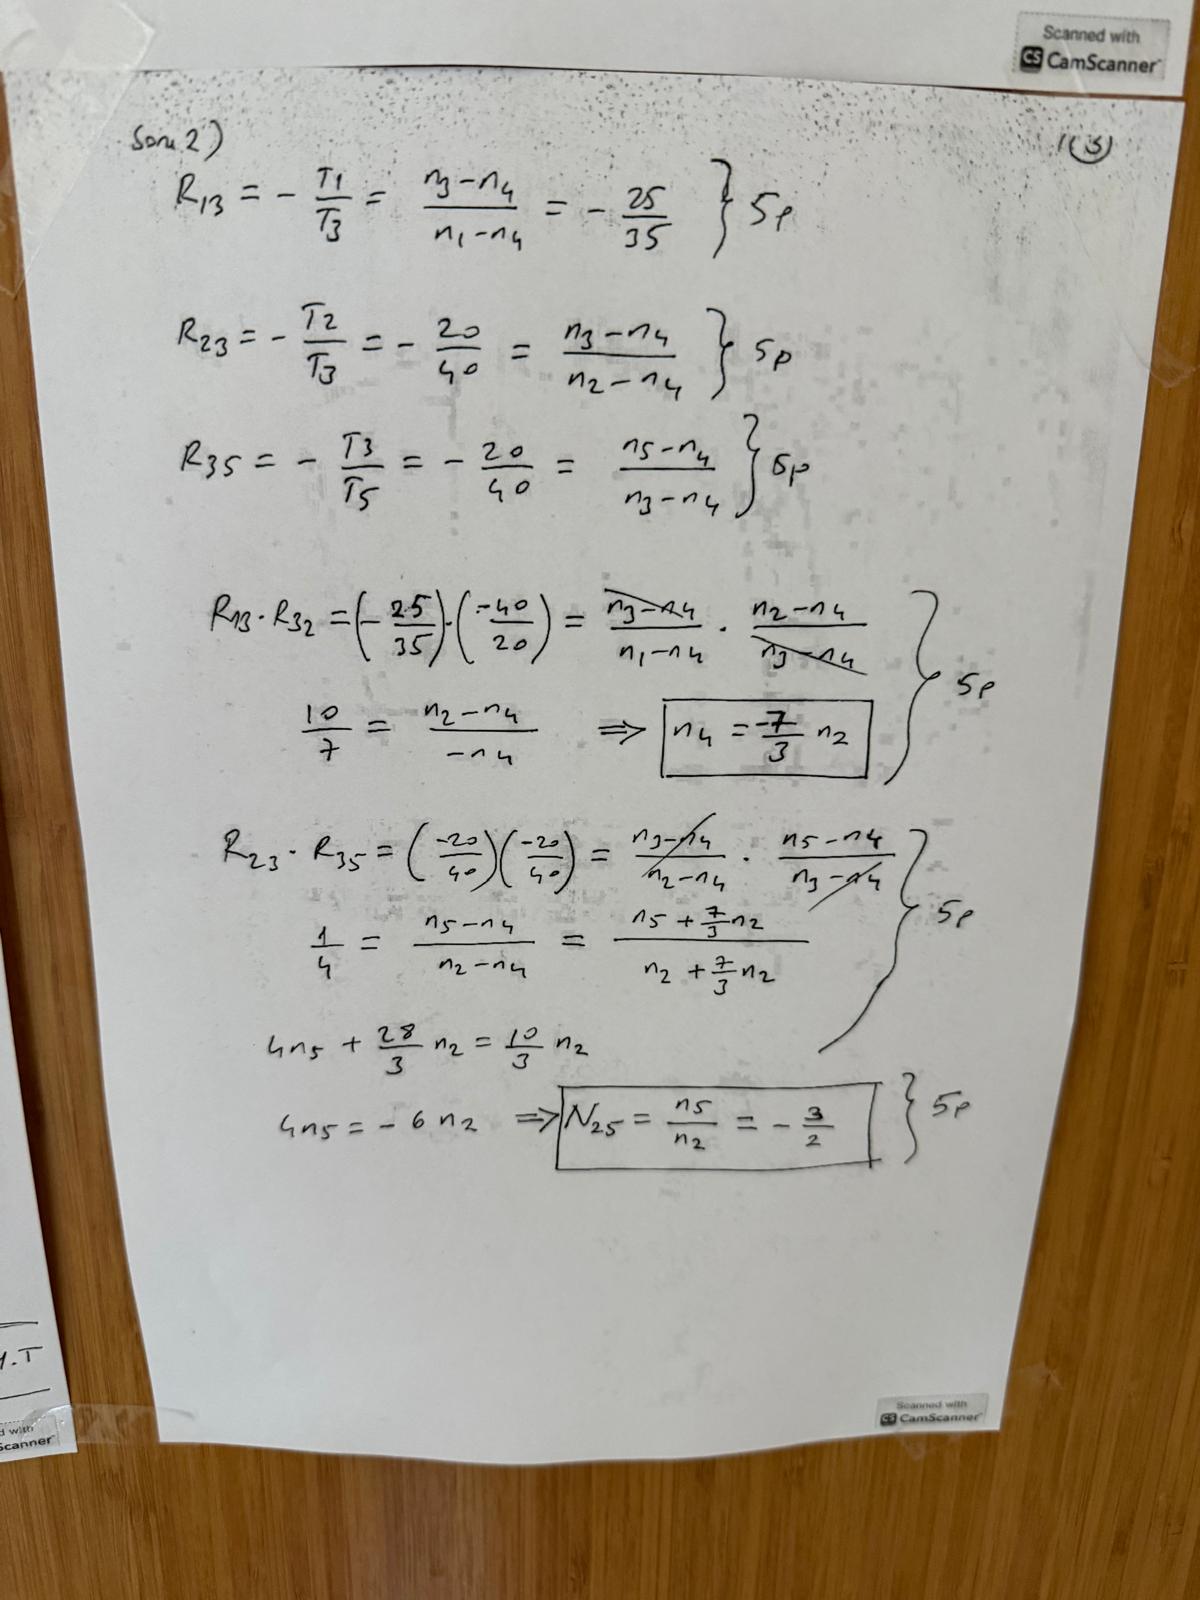 Scanned with
CS CamScanner
Soru 2)
R13 = - T1/T3 = (n3-n4)/(n1-n4) = - 25/35 } 5p
R23 = - T2/T3 = - 20/40 = (n3-n4)/(n2-n4) } 5p
R35 = - T3/T5 = - 20/40 = (n5-n4)/(n3-n4) } 5p
R13 · R32 = (- 25/35) · (-40/20) = (n3-n4)/(n1-n4) · (n2-n4)/(n3-n4)
10/7 = (n2-n4)/(-n4) ⇒ n4 = -7/3 n2 } 5p
R23 · R35 = (-20/40)(-20/40) = (n3-n4)/(n2-n4) · (n5-n4)/(n3-n4)
1/4 = (n5-n4)/(n2-n4) = (n5 + 7/3 n2)/(n2 + 7/3 n2) } 5p
4n5 + 28/3 n2 = 10/3 n2
4n5 = - 6 n2 ⇒ N25 = n5/n2 = - 3/2 } 5p
Scanned with
CS CamScanner
.T
d with
Scanner